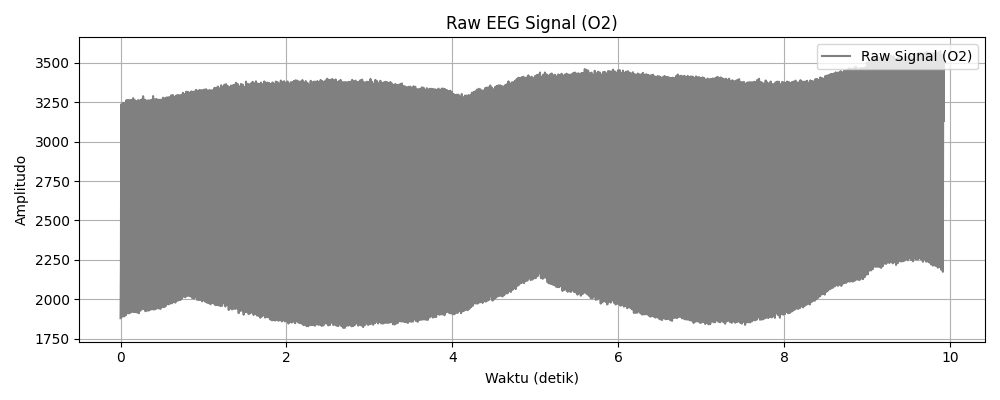 Raw EEG Signal (O2)
Raw Signal (O2)
3500
3250
3000
2750
2500
2250
2000
1750
Amplitudo
0 2 4 6 8 10
Waktu (detik)